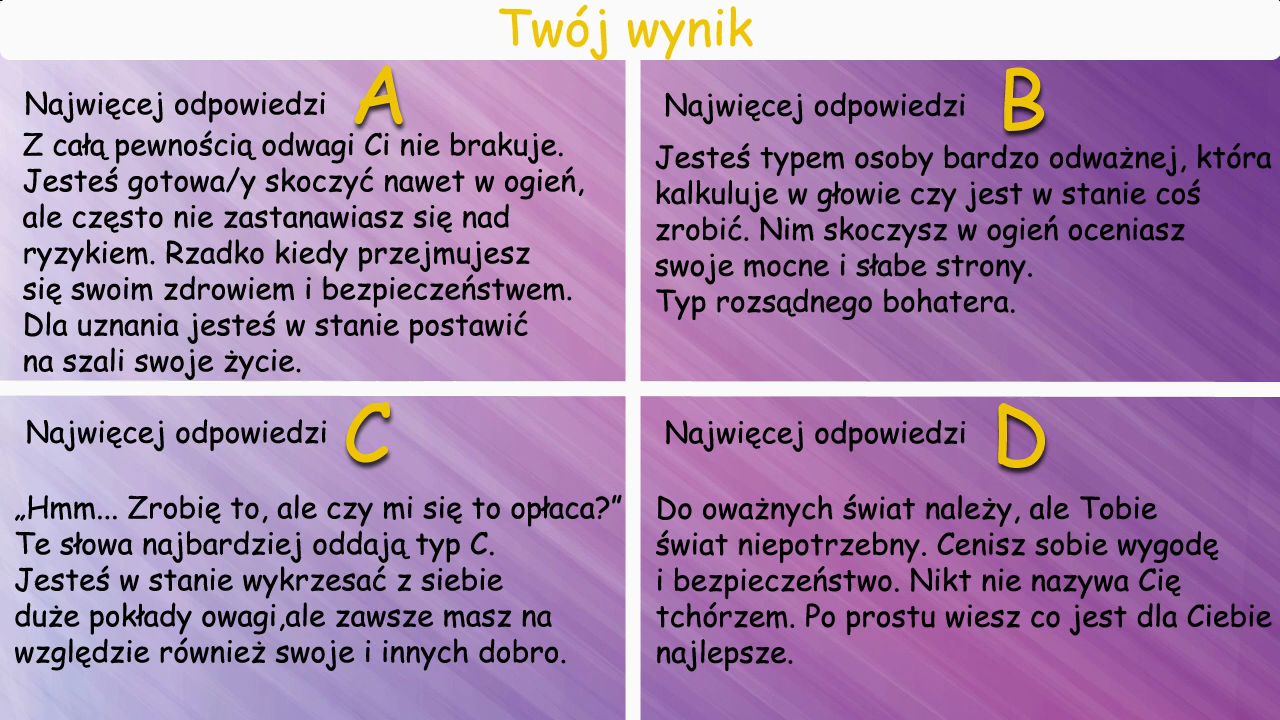 Twój wynik
Najwięcej odpowiedzi A
Z całą pewnością odwagi Ci nie brakuje.
Jesteś gotowa/y skoczyć nawet w ogień,
ale często nie zastanawiasz się nad
ryzykiem. Rzadko kiedy przejmujesz
się swoim zdrowiem i bezpieczeństwem.
Dla uznania jesteś w stanie postawić
na szali swoje życie.
Najwięcej odpowiedzi B
Jesteś typem osoby bardzo odważnej, która
kalkuluje w głowie czy jest w stanie coś
zrobić. Nim skoczysz w ogień oceniasz
swoje mocne i słabe strony.
Typ rozsądnego bohatera.
Najwięcej odpowiedzi C
„Hmm... Zrobię to, ale czy mi się to opłaca?”
Te słowa najbardziej oddają typ C.
Jesteś w stanie wykrzesać z siebie
duże pokłady owagi,ale zawsze masz na
względzie również swoje i innych dobro.
Najwięcej odpowiedzi D
Do oważnych świat należy, ale Tobie
świat niepotrzebny. Cenisz sobie wygodę
i bezpieczeństwo. Nikt nie nazywa Cię
tchórzem. Po prostu wiesz co jest dla Ciebie
najlepsze.